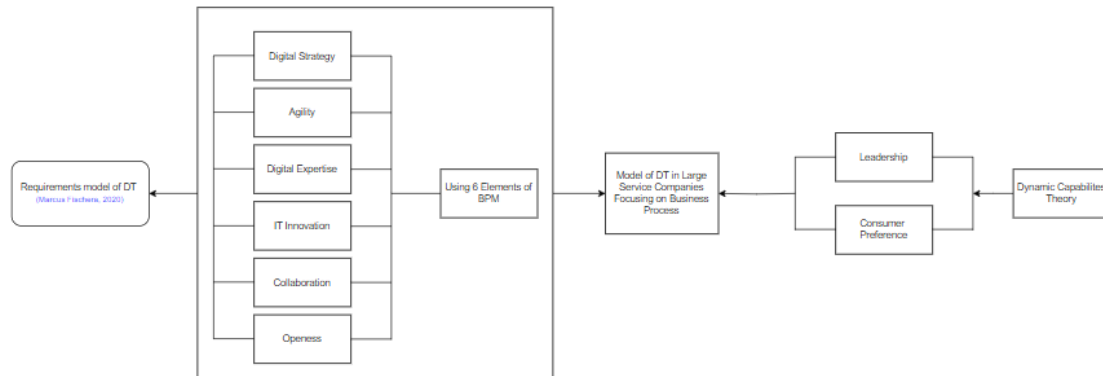 Requirements model of DT
(Marcus Fischera, 2020)
Digital Strategy
Agility
Digital Expertise
IT Innovation
Collaboration
Openess
Using 6 Elements of
BPM
Model of DT in Large
Service Companies
Focusing on Business
Process
Leadership
Consumer
Preference
Dynamic Capabilites
Theory